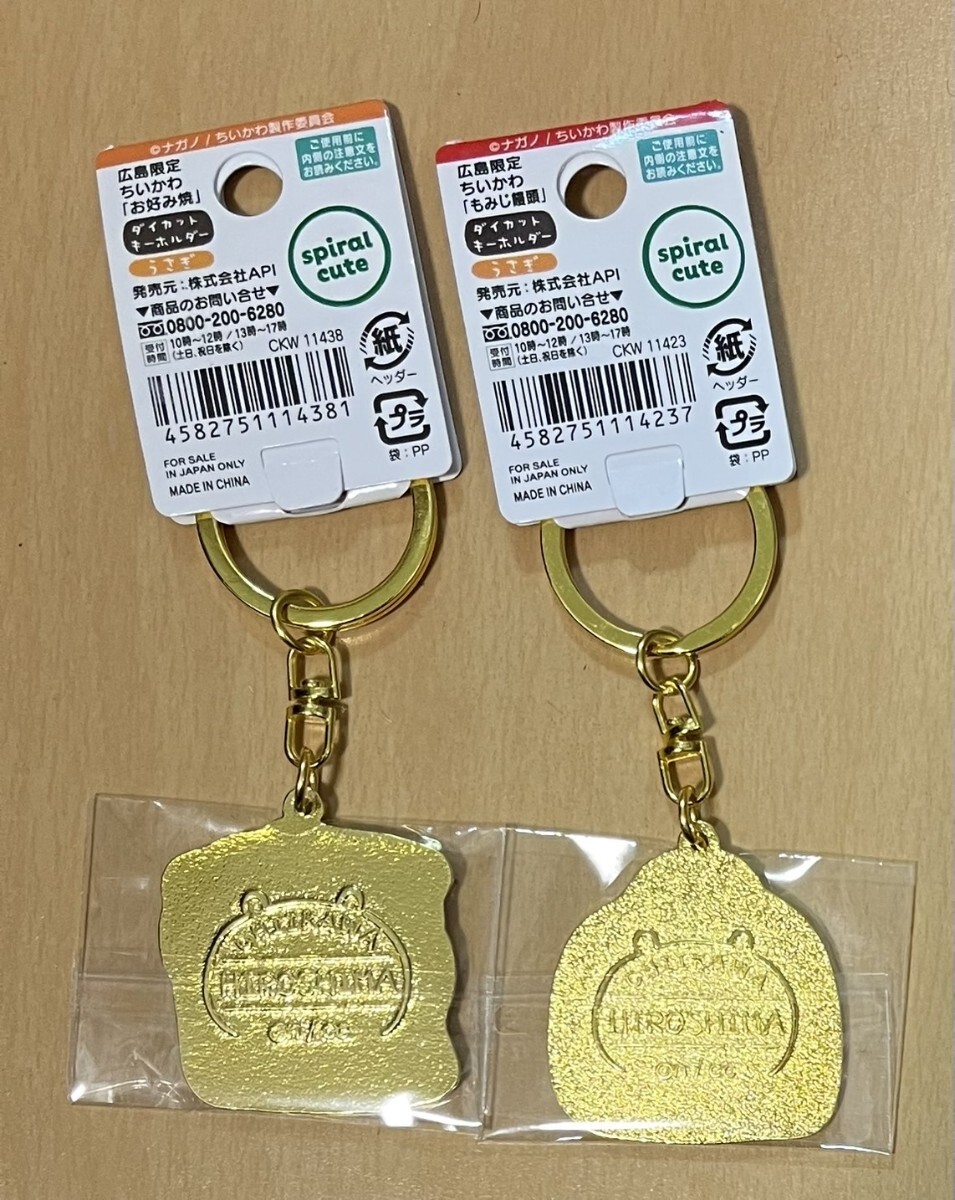 ©ナガノ / ちいかわ製作委員会
広島限定
ちいかわ
「お好み焼」
ダイカット
キーホルダー
うさぎ
ご使用前に
内側の注意文を
お読みください。
spiral
cute
発売元:株式会社API
▼商品のお問い合せ▼
0800-200-6280
受付
時間
10時〜12時 / 13時〜17時
(土日、祝日を除く)
CKW 11438
4582751114381
紙
ヘッダー
プラ
袋:PP
FOR SALE
IN JAPAN ONLY
MADE IN CHINA
©ナガノ / ちいかわ製作委員会
広島限定
ちいかわ
「もみじ饅頭」
ダイカット
キーホルダー
うさぎ
ご使用前に
内側の注意文を
お読みください。
spiral
cute
発売元:株式会社API
▼商品のお問い合せ▼
0800-200-6280
受付
時間
10時〜12時 / 13時〜17時
(土日、祝日を除く)
CKW 11423
4582751114237
紙
ヘッダー
プラ
袋:PP
FOR SALE
IN JAPAN ONLY
MADE IN CHINA
CHIIKAWA
HIROSHIMA
Office
CHIIKAWA
HIROSHIMA
Office